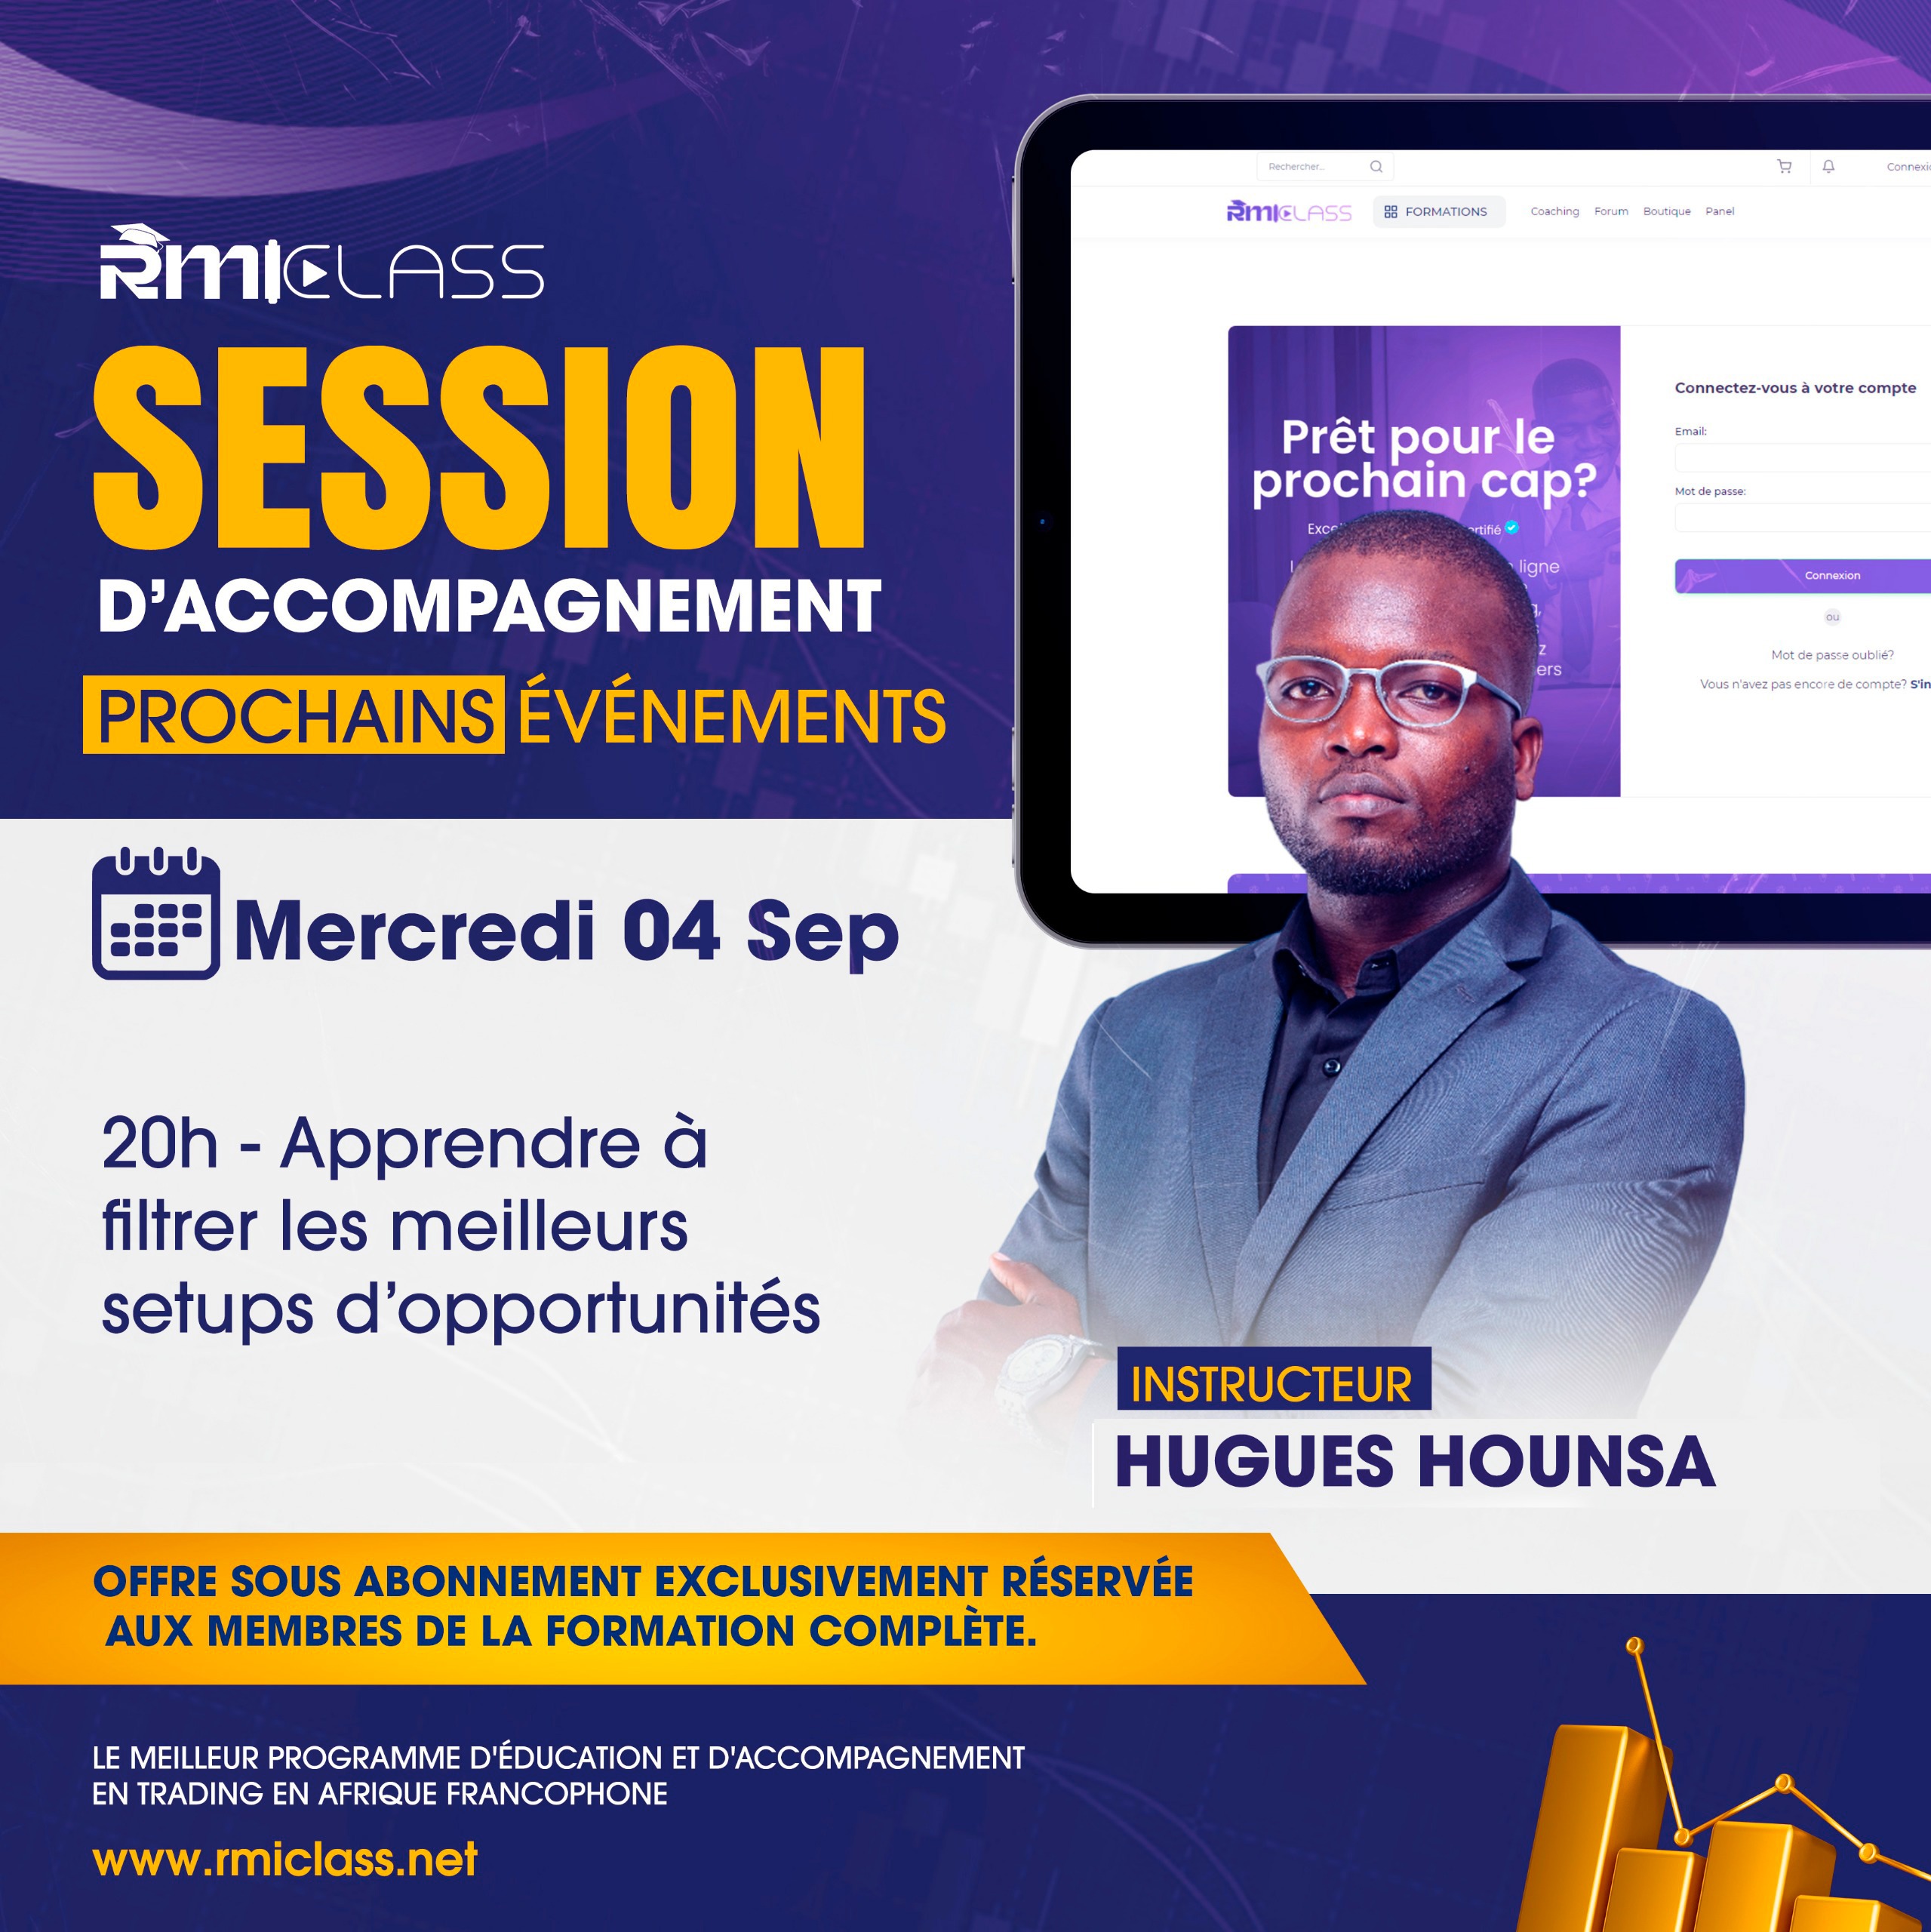 RMICLASS
SESSION
D'ACCOMPAGNEMENT
PROCHAINS ÉVÉNEMENTS
Mercredi 04 Sep
20h - Apprendre à
filtrer les meilleurs
setups d'opportunités
Rechercher...
RMICLASS
FORMATIONS
Coaching Forum Boutique Panel
Prêt pour le
prochain cap?
ligne
Connectez-vous à votre compte
Email:
Mot de passe:
Connexion
ou
Mot de passe oublié?
Vous n'avez pas encore de compte?
INSTRUCTEUR
HUGUES HOUNSA
OFFRE SOUS ABONNEMENT EXCLUSIVEMENT RÉSERVÉE
AUX MEMBRES DE LA FORMATION COMPLÈTE.
LE MEILLEUR PROGRAMME D'ÉDUCATION ET D'ACCOMPAGNEMENT
EN TRADING EN AFRIQUE FRANCOPHONE
www.rmiclass.net